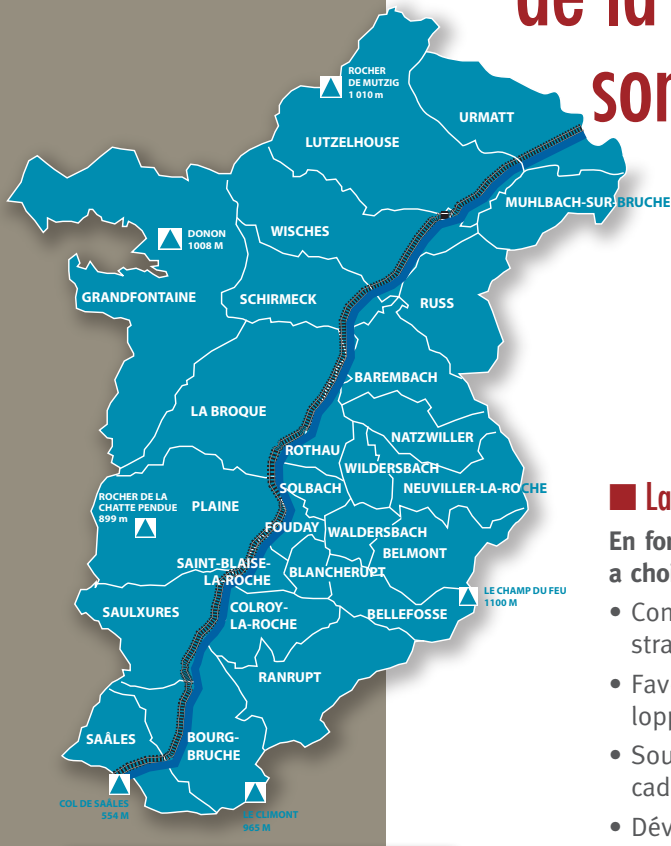 de la
son
ROCHER
DE MUTZIG
1 010 m
URMATT
LUTZELHOUSE
MUHLBACH-SUR-BRUCHE
DONON
1008 M
WISCHES
GRANDFONTAINE
SCHIRMECK
RUSS
BAREMBACH
LA BROQUE
NATZWILLER
ROTHAU
WILDERSBACH
SOLBACH
NEUVILLER-LA-ROCHE
ROCHER DE LA
CHATTE PENDUE
899 m
PLAINE
FOUDAY
WALDERSBACH
BELMONT
SAINT-BLAISE-
LA-ROCHE
BLANCHERUPT
LE CHAMP DU FEU
1100 M
SAULXURES
COLROY-
LA-ROCHE
BELLEFOSSE
RANRUPT
SAÂLES
BOURG-
BRUCHE
COL DE SAÂLES
554 M
LE CLIMONT
965 M
■ La
En for
a choi
• Con
stra
• Fav
lopp
• Sou
cad
• Dév